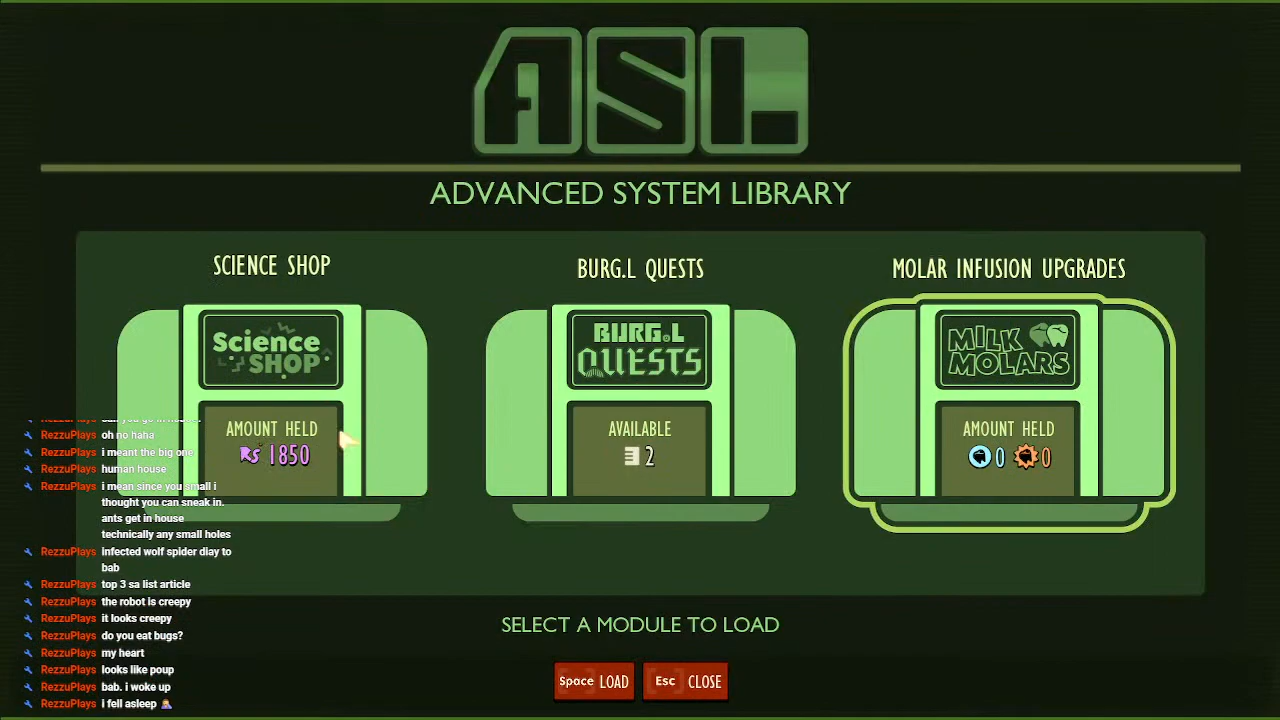 ASL
ADVANCED SYSTEM LIBRARY
SCIENCE SHOP
Science
SHOP
AMOUNT HELD
1850
BURG.L QUESTS
BURG.L
QUESTS
AVAILABLE
2
MOLAR INFUSION UPGRADES
MILK
MOLARS
AMOUNT HELD
0 0
RezzuPlays oh no haha
RezzuPlays i meant the big one
RezzuPlays human house
RezzuPlays i mean since you small i
thought you can sneak in.
ants get in house
technically any small holes
RezzuPlays infected wolf spider diay to
bab
RezzuPlays top 3 sa list article
RezzuPlays the robot is creepy
RezzuPlays it looks creepy
RezzuPlays do you eat bugs?
RezzuPlays my heart
RezzuPlays looks like poup
RezzuPlays bab. i woke up
RezzuPlays i fell asleep
SELECT A MODULE TO LOAD
Space LOAD
Esc CLOSE